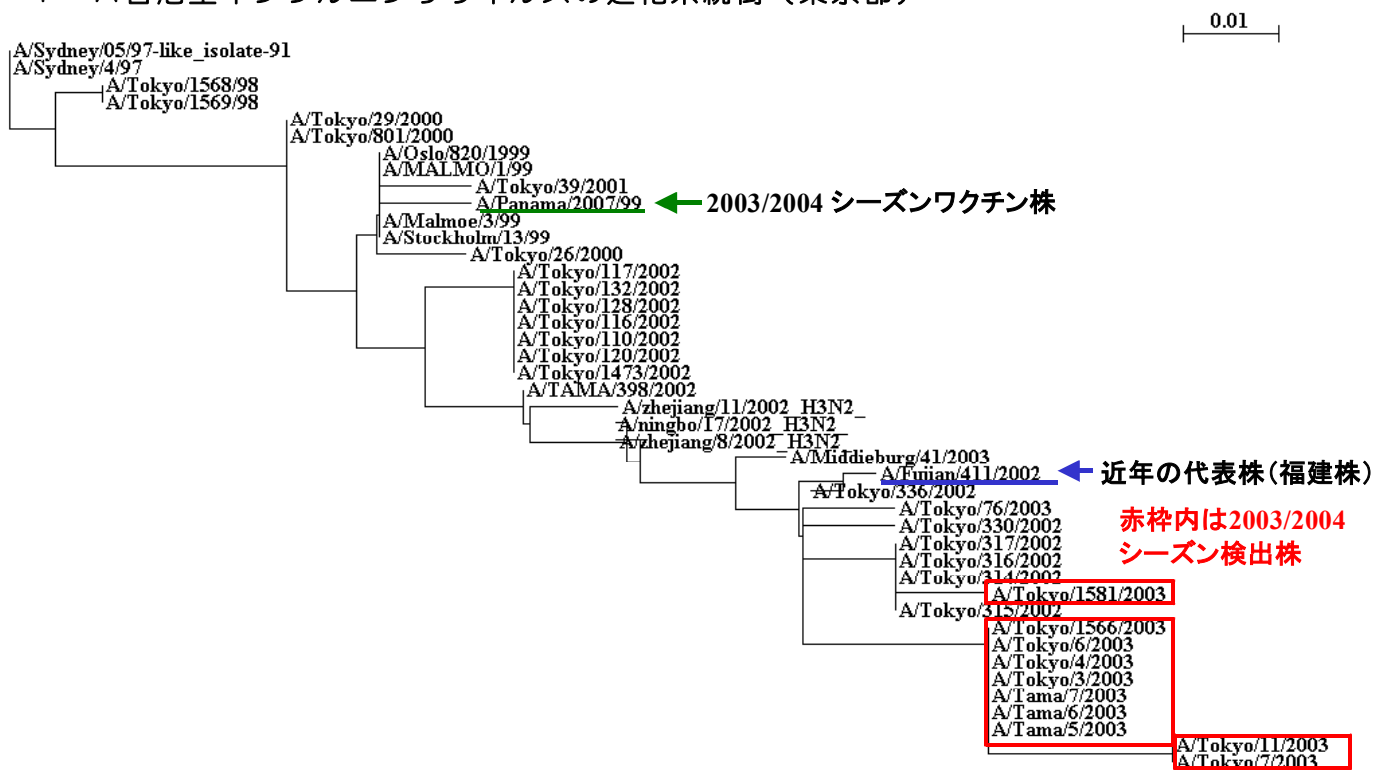 0.01
A/Sydney/05/97-like_isolate-91
A/Sydney/4/97
A/Tokyo/1568/98
A/Tokyo/1569/98
A/Tokyo/29/2000
A/Tokyo/801/2000
A/Oslo/820/1999
A/MALMO/1/99
A/Tokyo/39/2001
A/Panama/2007/99
2003/2004 シーズンワクチン株
A/Malmoe/3/99
A/Stockholm/13/99
A/Tokyo/26/2000
A/Tokyo/117/2002
A/Tokyo/132/2002
A/Tokyo/128/2002
A/Tokyo/116/2002
A/Tokyo/110/2002
A/Tokyo/120/2002
A/Tokyo/1473/2002
A/TAMA/398/2002
A/zhejiang/11/2002_H3N2_
A/ningbo/17/2002_H3N2_
A/zhejiang/8/2002_H3N2_
A/Middieburg/41/2003
A/Fujian/411/2002
近年の代表株（福建株）
A/Tokyo/336/2002
A/Tokyo/76/2003
赤枠内は2003/2004
シーズン検出株
A/Tokyo/330/2002
A/Tokyo/317/2002
A/Tokyo/316/2002
A/Tokyo/314/2002
A/Tokyo/1581/2003
A/Tokyo/315/2002
A/Tokyo/1566/2003
A/Tokyo/6/2003
A/Tokyo/4/2003
A/Tokyo/3/2003
A/Tama/7/2003
A/Tama/6/2003
A/Tama/5/2003
A/Tokyo/11/2003
A/Tokyo/7/2003